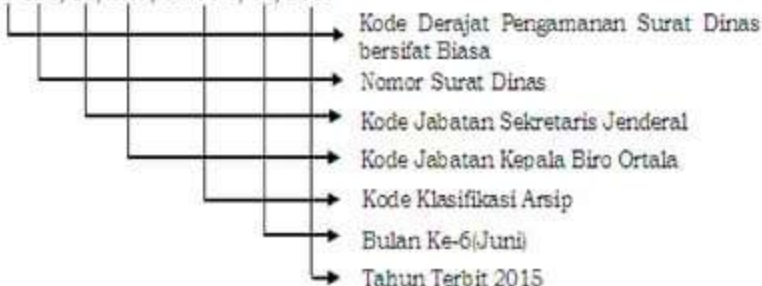 Kode Derajat Pengamanan Surat Dinas
bersifat Biasa
Nomor Surat Dinas
Kode Jabatan Sekretaris Jenderal
Kode Jabatan Kepala Biro Ortala
Kode Klasifikasi Arsip
Bulan Ke-6(Juni)
Tahun Terbit 2015